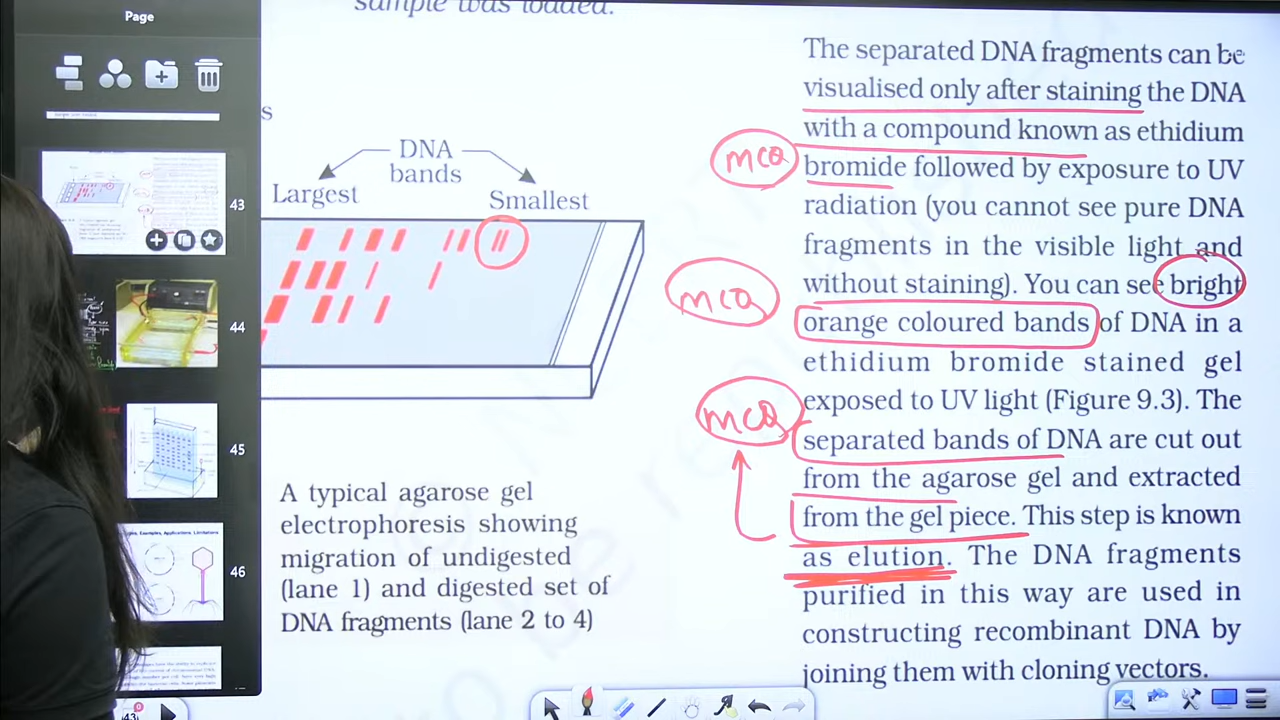 Page
sample was loaded.
s
DNA
bands
Largest
Smallest
A typical agarose gel
electrophoresis showing
migration of undigested
(lane 1) and digested set of
DNA fragments (lane 2 to 4)
The separated DNA fragments can be
visualised only after staining the DNA
with a compound known as ethidium
bromide followed by exposure to UV
radiation (you cannot see pure DNA
fragments in the visible light and
without staining). You can see bright
orange coloured bands of DNA in a
ethidium bromide stained gel
exposed to UV light (Figure 9.3). The
separated bands of DNA are cut out
from the agarose gel and extracted
from the gel piece. This step is known
as elution. The DNA fragments
purified in this way are used in
constructing recombinant DNA by
joining them with cloning vectors.
MCQ
MCQ
MCQ
43
44
45
46
43